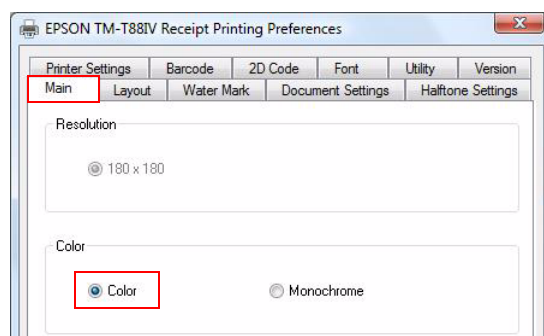 EPSON TM-T88IV Receipt Printing Preferences
Printer Settings Barcode 2D Code Font Utility Version
Main Layout Water Mark Document Settings Halftone Settings
Resolution
180 x 180
Color
Color Monochrome